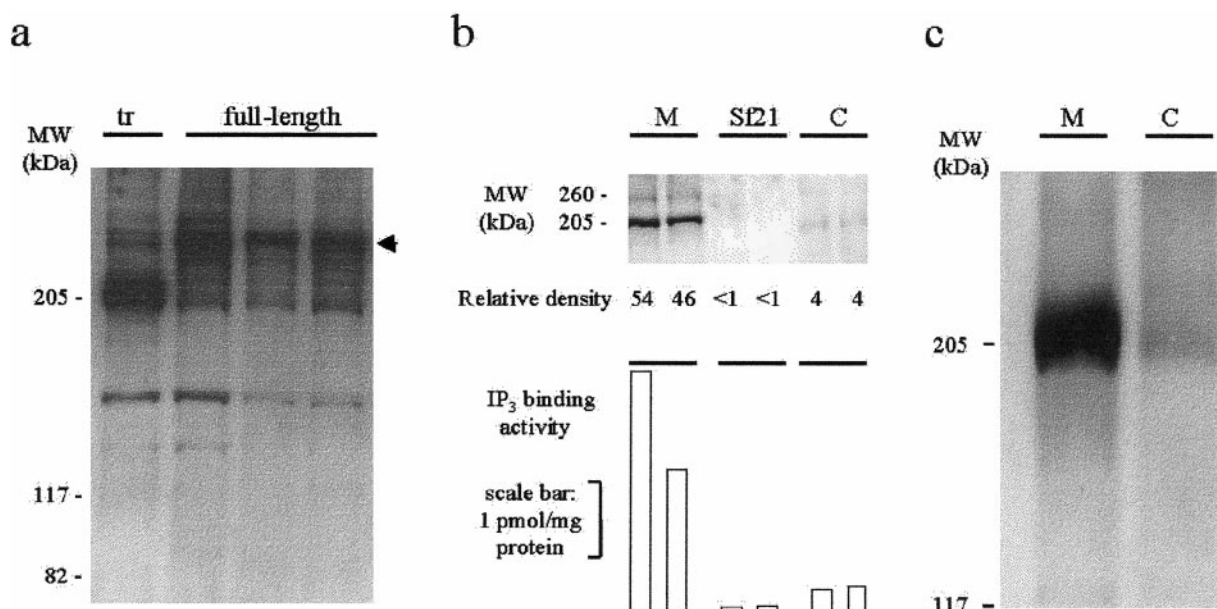 a
tr full-length
MW
(kDa)
205 -
117 -
82 -
b
M Sf21 C
MW 260 -
(kDa) 205 -
Relative density 54 46 <1 <1 4 4
IP₃ binding
activity
scale bar:
1 pmol/mg
protein
c
M C
MW
(kDa)
205 -
117 -